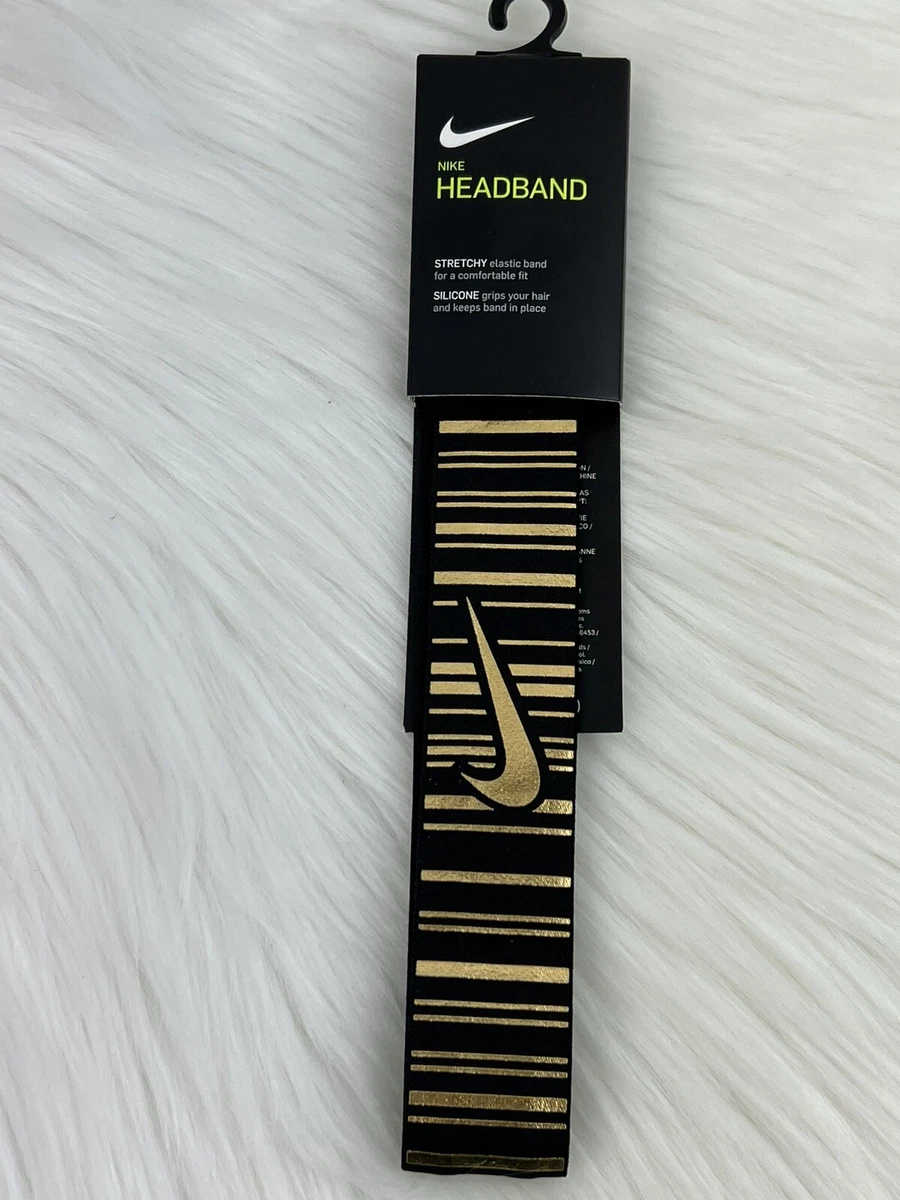 NIKE
HEADBAND
STRETCHY elastic band
for a comfortable fit
SILICONE grips your hair
and keeps band in place